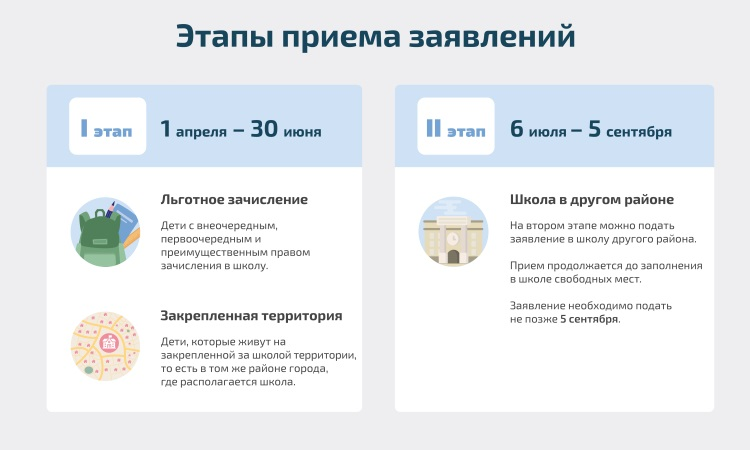 Этапы приема заявлений
I этап
1 апреля – 30 июня
Льготное зачисление
Дети с внеочередным,
первоочередным и
преимущественным правом
зачисления в школу.
Закрепленная территория
Дети, которые живут на
закрепленной за школой территории,
то есть в том же районе города,
где располагается школа.
II этап
6 июля – 5 сентября
Школа в другом районе
На втором этапе можно подать
заявление в школу другого района.
Прием продолжается до заполнения
в школе свободных мест.
Заявление необходимо подать
не позже 5 сентября.